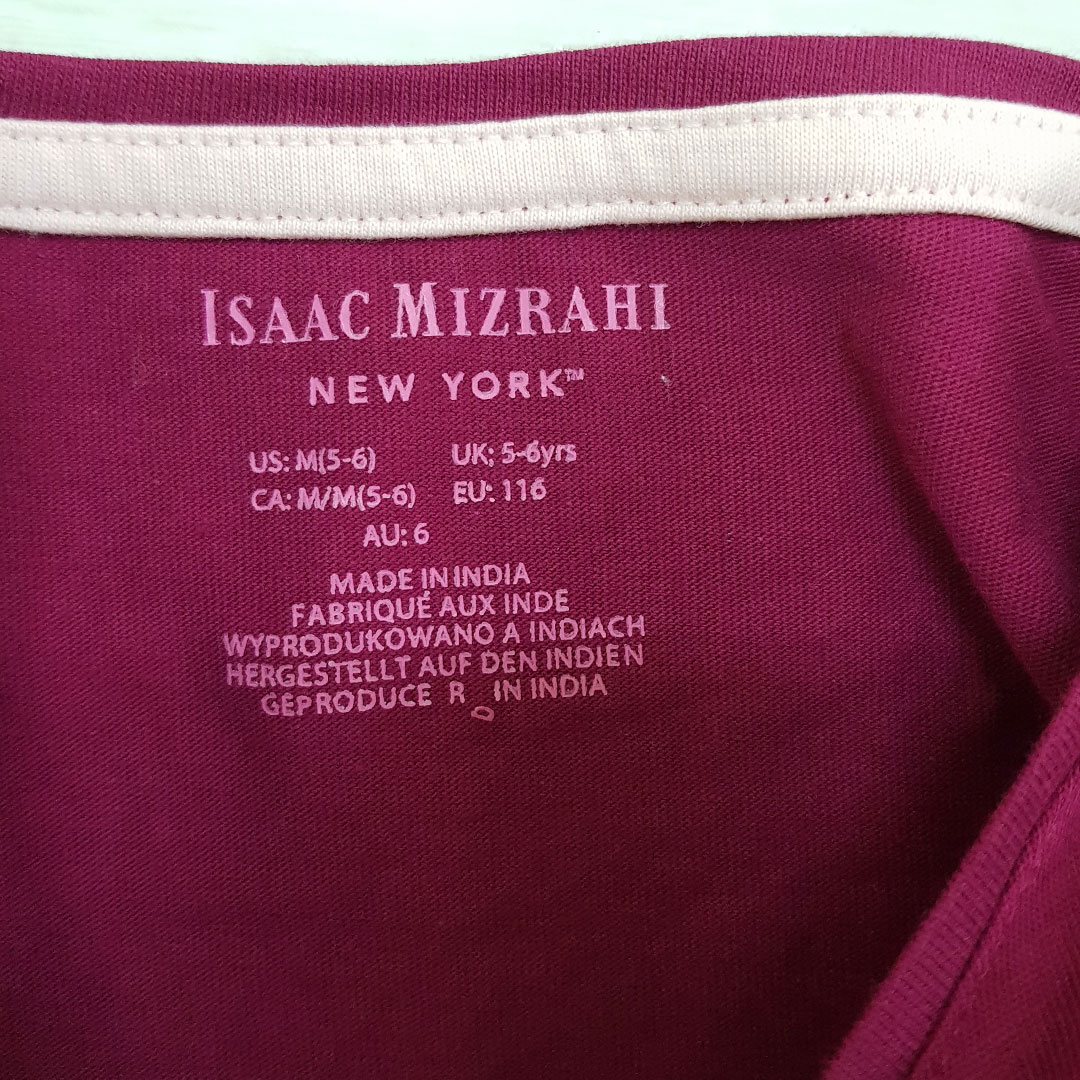 ISAAC MIZRAHI
NEW YORK™
US: M(5-6) UK: 5-6yrs
CA: M/M(5-6) EU: 116
AU: 6
MADE IN INDIA
FABRIQUÉ AUX INDE
WYPRODUKOWANO A INDIACH
HERGESTELLT AUF DEN INDIEN
GEPRODUCE R IN INDIA